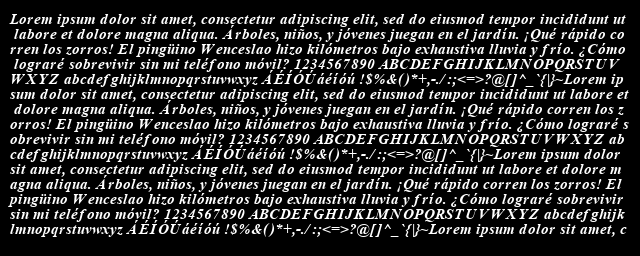 Lorem ipsum dolor sit amet, consectetur adipiscing elit, sed do eiusmod tempor incididunt ut
labore et dolore magna aliqua. Árboles, niños, y jóvenes juegan en el jardín. ¡Qué rápido co
rren los zorros! El pingüino Wenceslao hizo kilómetros bajo exhaustiva lluvia y frío. ¿Cómo
lograré sobrevivir sin mi teléfono móvil? 1234567890 ABCDEFGHIJKLMNOPQRSTUV
WXYZ abcdefghijklmnopqrstuvwxyz ÁÉÍÓÚáéíóú !$%&()*+,-./:;<=>?@[]^_`{|}~Lorem ip
sum dolor sit amet, consectetur adipiscing elit, sed do eiusmod tempor incididunt ut labore et
dolore magna aliqua. Árboles, niños, y jóvenes juegan en el jardín. ¡Qué rápido corren los z
orros! El pingüino Wenceslao hizo kilómetros bajo exhaustiva lluvia y frío. ¿Cómo lograré s
obrevivir sin mi teléfono móvil? 1234567890 ABCDEFGHIJKLMNOPQRSTUVWXYZ ab
cdefghijklmnopqrstuvwxyz ÁÉÍÓÚáéíóú !$%&()*+,-./:;<=>?@[]^_`{|}~Lorem ipsum dolor
sit amet, consectetur adipiscing elit, sed do eiusmod tempor incididunt ut labore et dolore m
agna aliqua. Árboles, niños, y jóvenes juegan en el jardín. ¡Qué rápido corren los zorros! El
pingüino Wenceslao hizo kilómetros bajo exhaustiva lluvia y frío. ¿Cómo lograré sobrevivir
sin mi teléfono móvil? 1234567890 ABCDEFGHIJKLMNOPQRSTUVWXYZ abcdefghijk
lmnopqrstuvwxyz ÁÉÍÓÚáéíóú !$%&()*+,-./:;<=>?@[]^_`{|}~Lorem ipsum dolor sit amet, c